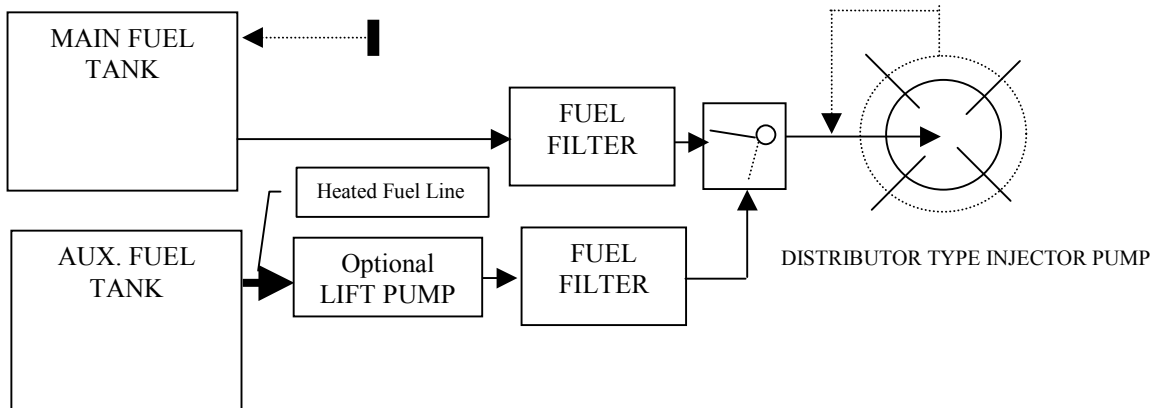 MAIN FUEL
TANK
FUEL
FILTER
Heated Fuel Line
AUX. FUEL
TANK
Optional
LIFT PUMP
FUEL
FILTER
DISTRIBUTOR TYPE INJECTOR PUMP